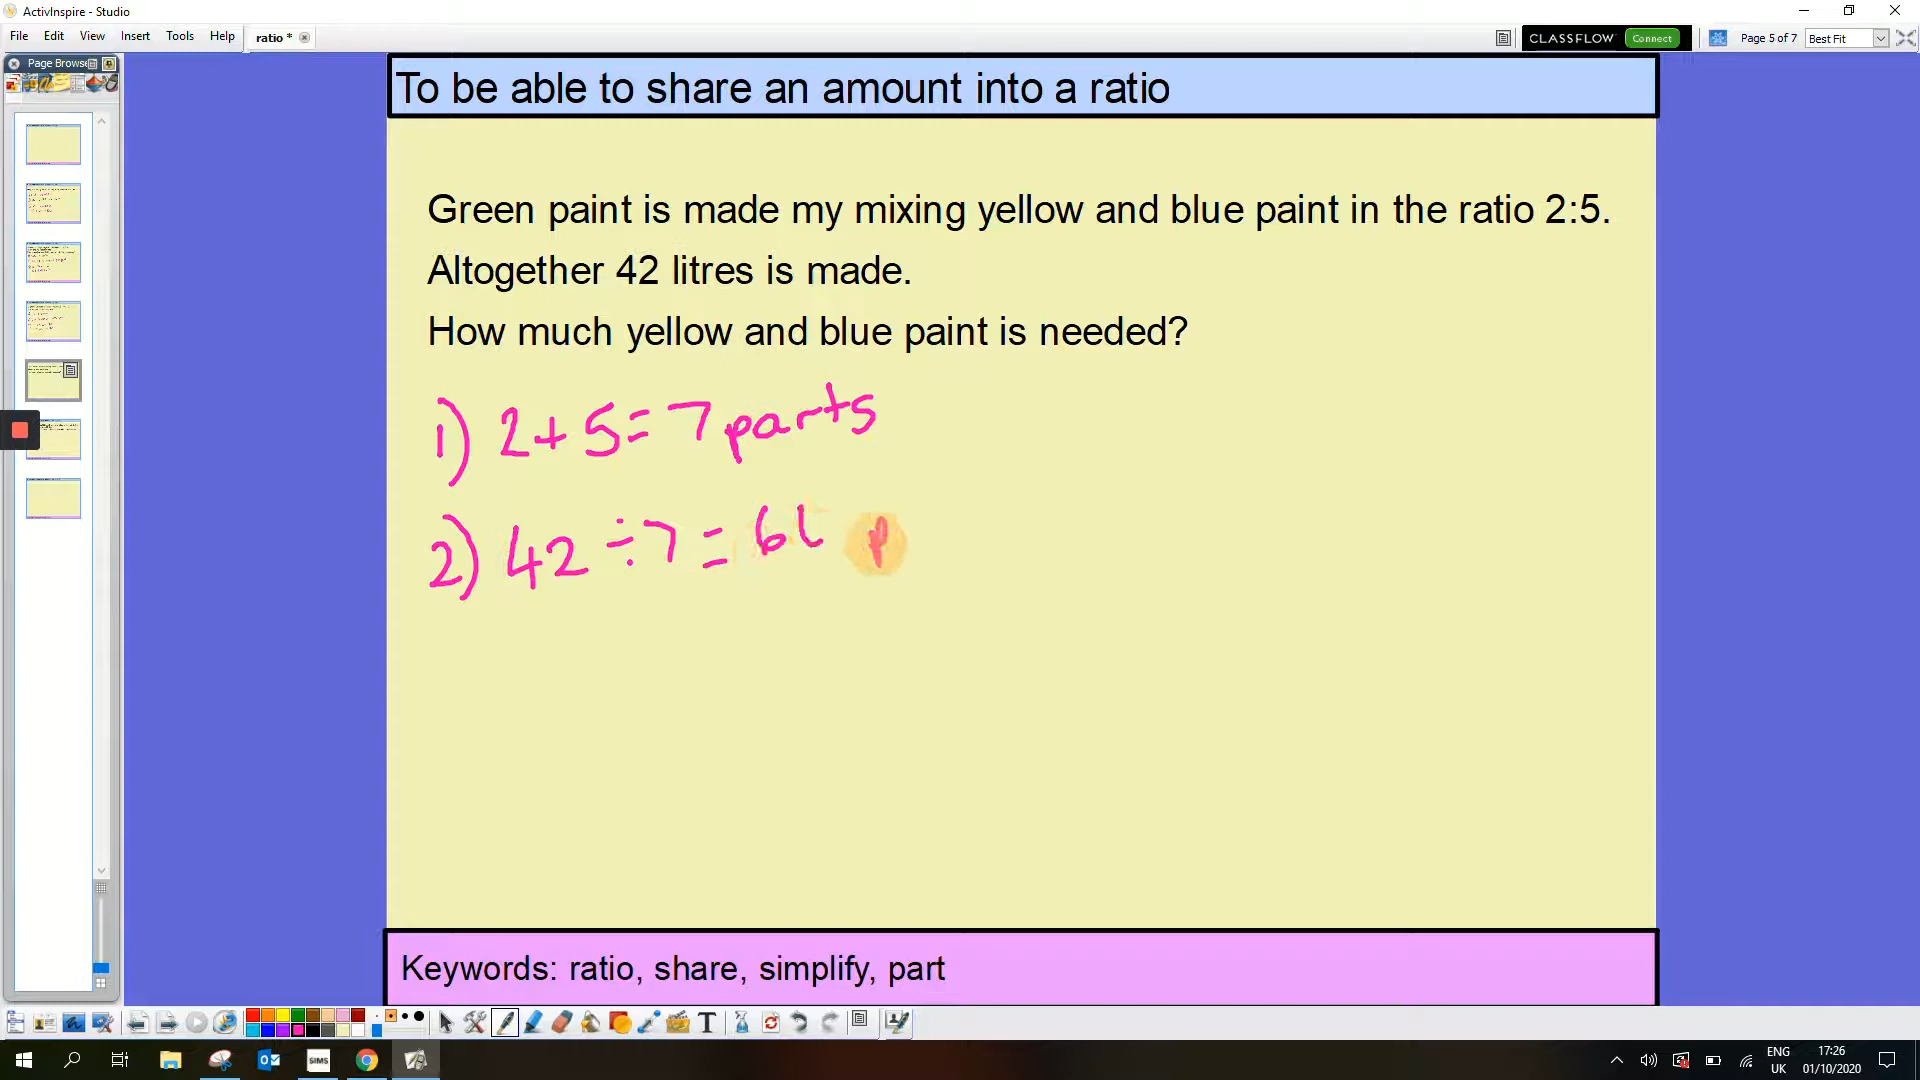 ActivInspire - Studio
File Edit View Insert Tools Help ratio * CLASSFLOW Connect Page 5 of 7 Best Fit
Page Browse
To be able to share an amount into a ratio
Green paint is made my mixing yellow and blue paint in the ratio 2:5.
Altogether 42 litres is made.
How much yellow and blue paint is needed?
1) 2+5=7 parts
2) 42÷7=6l p
Keywords: ratio, share, simplify, part
T
SIMS
ENG 17:26
UK 01/10/2020